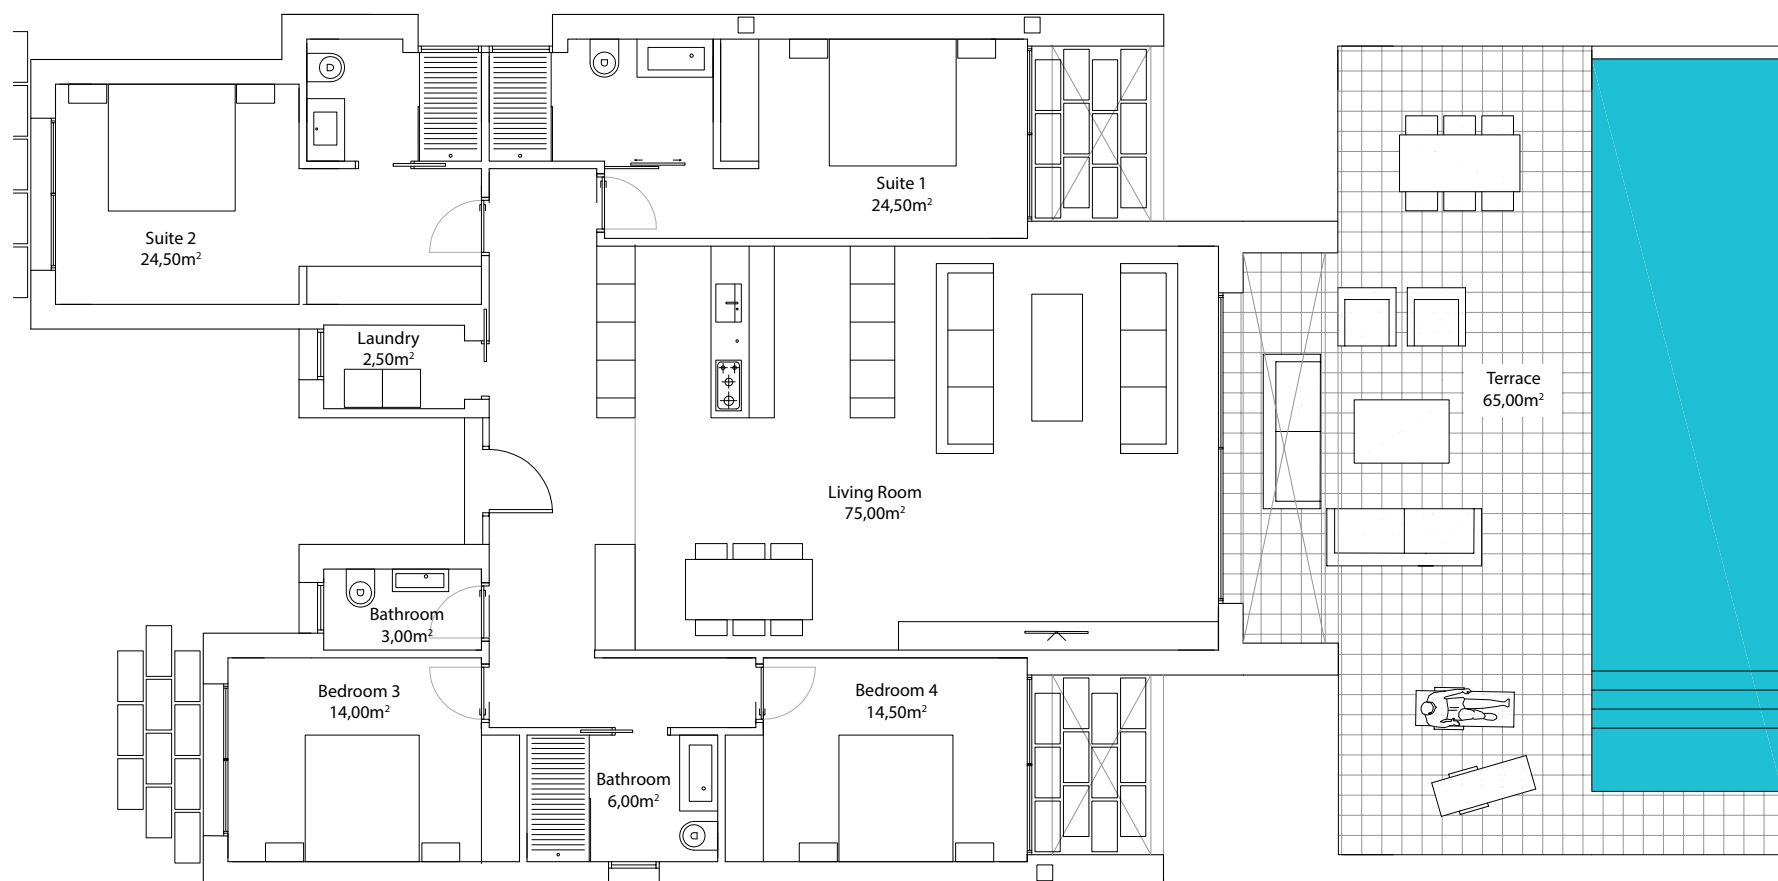 Suite 1
24,50m²
Suite 2
24,50m²
Laundry
2,50m²
Terrace
65,00m²
Living Room
75,00m²
Bathroom
3,00m²
Bedroom 3
14,00m²
Bedroom 4
14,50m²
Bathroom
6,00m²